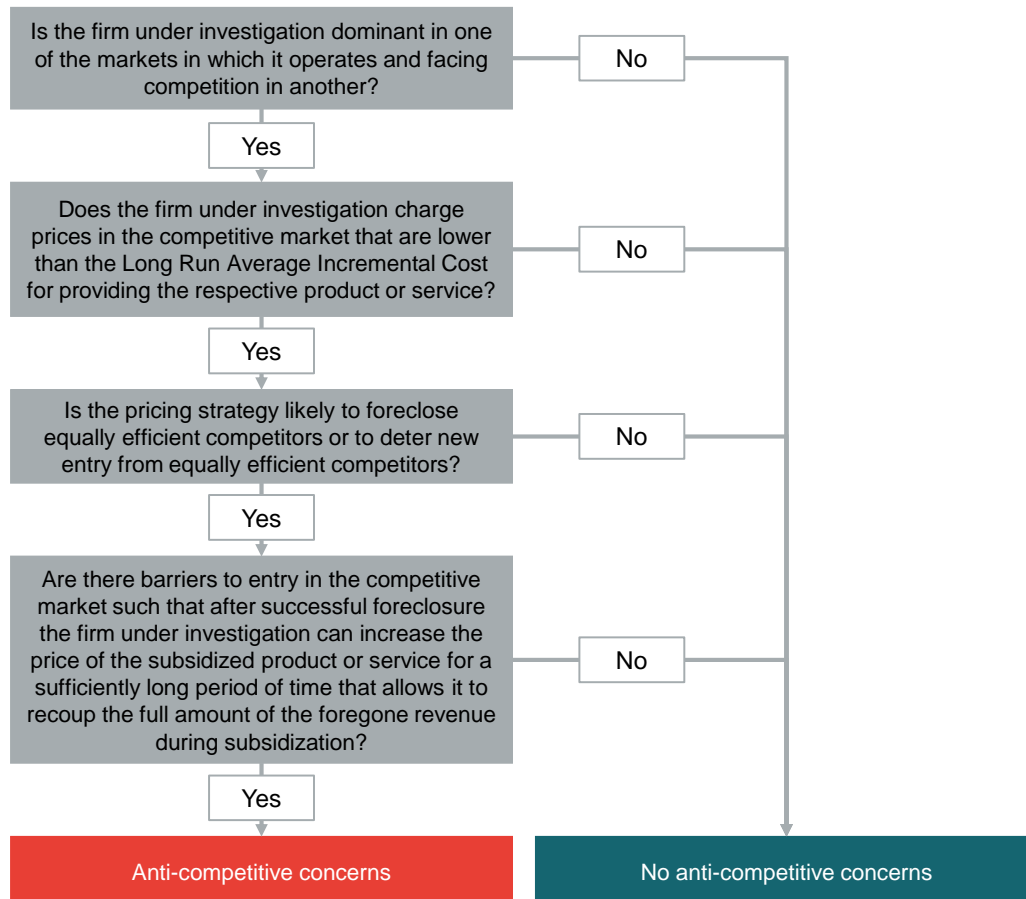 Is the firm under investigation dominant in one
of the markets in which it operates and facing
competition in another?
No
Yes
Does the firm under investigation charge
prices in the competitive market that are lower
than the Long Run Average Incremental Cost
for providing the respective product or service?
No
Yes
Is the pricing strategy likely to foreclose
equally efficient competitors or to deter new
entry from equally efficient competitors?
No
Yes
Are there barriers to entry in the competitive
market such that after successful foreclosure
the firm under investigation can increase the
price of the subsidized product or service for a
sufficiently long period of time that allows it to
recoup the full amount of the foregone revenue
during subsidization?
No
Yes
Anti-competitive concerns
No anti-competitive concerns